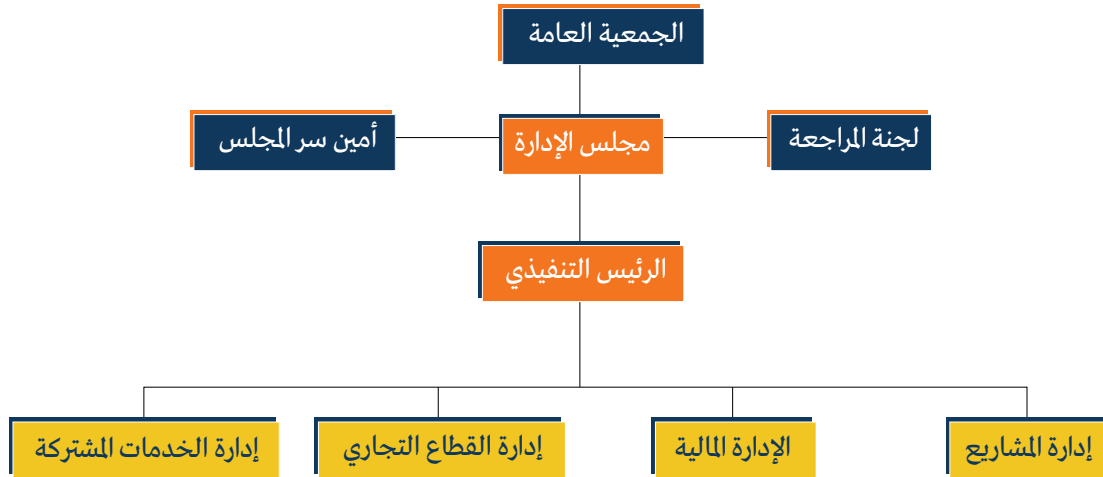 الجمعية العامة
لجنة المراجعة
مجلس الإدارة
أمين سر المجلس
الرئيس التنفيذي
إدارة المشاريع
الإدارة المالية
إدارة القطاع التجاري
إدارة الخدمات المشتركة